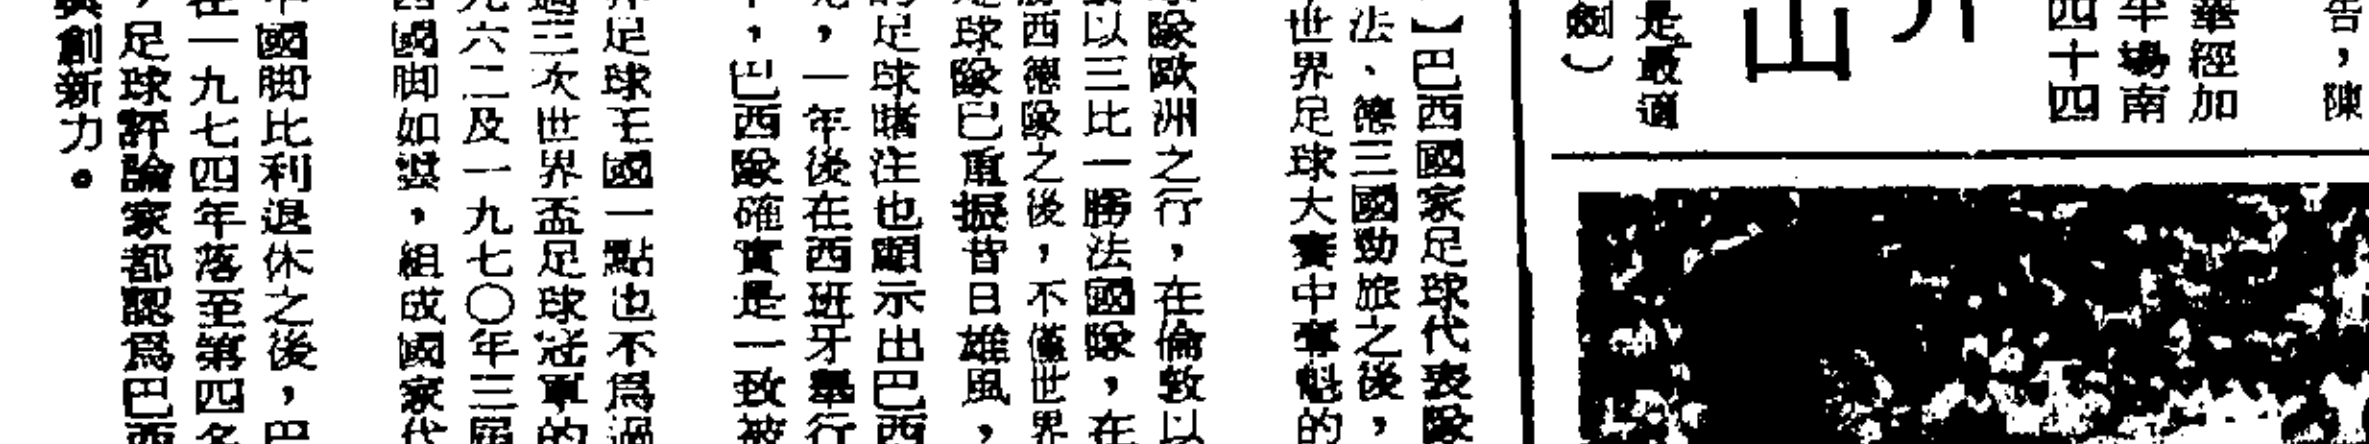 告，陳
華經加
半場南
四十四
山
是最適
劍）
】巴西國家足球代表隊
法、德三國勁旅之後，
世界足球大賽中奪魁的
隊歐洲之行，在倫敦以
以三比一勝法國隊，在
西德隊之後，不僅世界
球隊已重振昔日雄風，
的足球賭注也顯示出巴西
，一年後在西班牙舉行
，巴西隊確實是一致被
足球王國一點也不爲過
過三次世界盃足球冠軍的
九六二及一九七〇年三屆
國脚如雲，組成國家代
國脚比利退休之後，巴
在一九七四年落至第四名
，足球評論家都認爲巴西
與創新力。